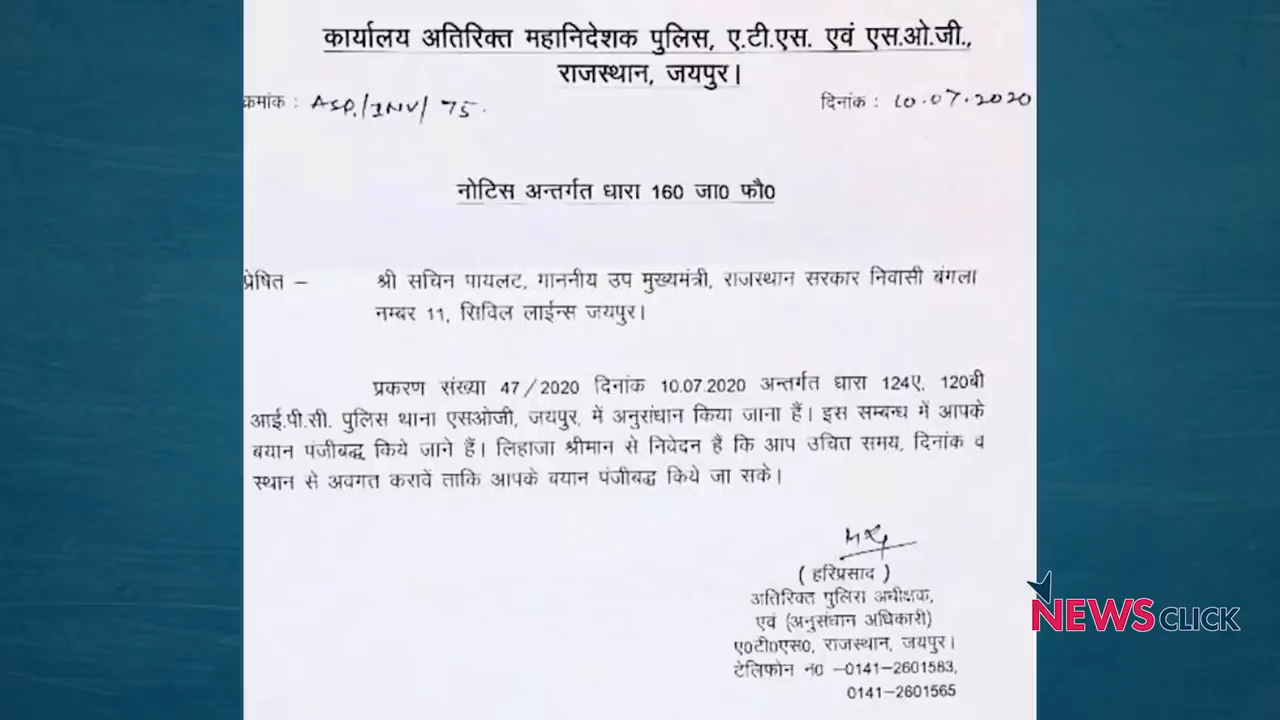 कार्यालय अतिरिक्त महानिदेशक पुलिस, ए.टी.एस. एवं एस.ओ.जी.,
राजस्थान, जयपुर।
क्रमांक : ASP./INV/ 75.
दिनांक : 10.07.2020
नोटिस अन्तर्गत धारा 160 जा0 फौ0
प्रेषित – श्री सचिन पायलट, माननीय उप मुख्यमंत्री, राजस्थान सरकार निवासी बंगला
नम्बर 11, सिविल लाईन्स जयपुर।
प्रकरण संख्या 47/2020 दिनांक 10.07.2020 अन्तर्गत धारा 124ए, 120बी
आई.पी.सी. पुलिस थाना एसओजी, जयपुर, में अनुसंधान किया जाना हैं। इस सम्बन्ध में आपके
बयान पंजीबद्ध किये जाने हैं। लिहाजा श्रीमान से निवेदन है कि आप उचित समय, दिनांक व
स्थान से अवगत करावें ताकि आपके बयान पंजीबद्ध किये जा सके।
( हरिप्रसाद )
अतिरिक्त पुलिस अधीक्षक,
एवं (अनुसंधान अधिकारी)
ए0टी0एस0, राजस्थान, जयपुर।
टेलिफोन न0 –0141–2601583,
0141–2601565
NEWSCLICK